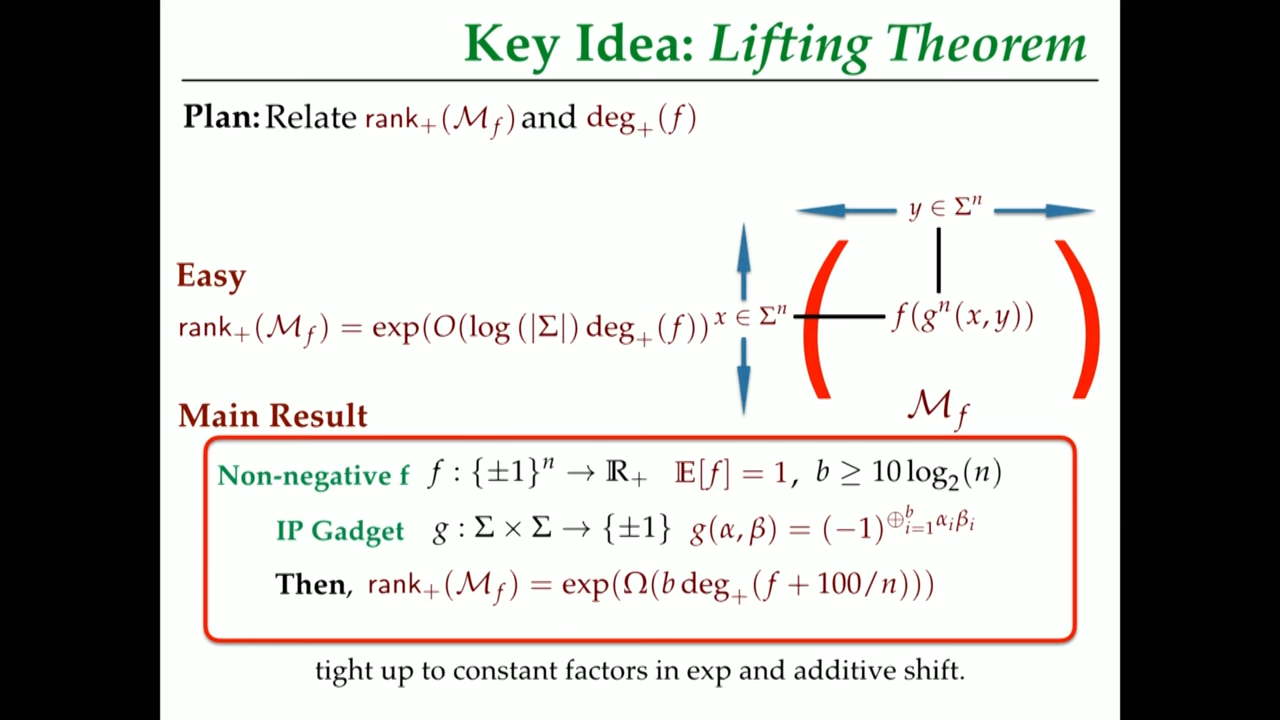 Key Idea: Lifting Theorem
Plan: Relate rank₊(ℳ_f) and deg₊(f)
y ∈ Σⁿ
Easy
rank₊(ℳ_f) = exp(O(log (|Σ|) deg₊(f)) x ∈ Σⁿ f(gⁿ(x, y))
ℳ_f
Main Result
Non-negative f f : {±1}ⁿ → ℝ₊ 𝔼[f] = 1, b ≥ 10 log₂(n)
IP Gadget g : Σ × Σ → {±1} g(α, β) = (−1)^{⊕_{i=1}^{b} α_i β_i}
Then, rank₊(ℳ_f) = exp(Ω(b deg₊(f + 100/n)))
tight up to constant factors in exp and additive shift.